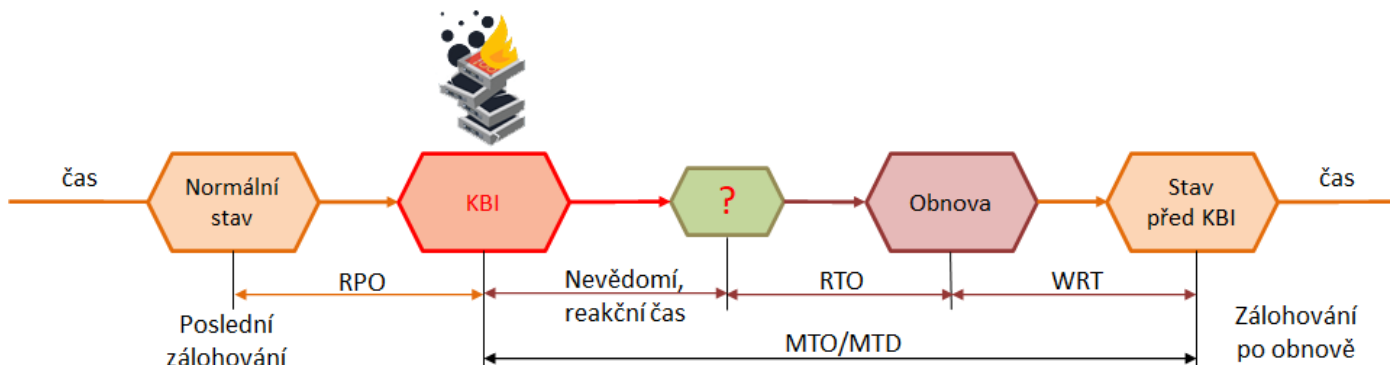 čas
Normální
stav
KBI
?
Obnova
Stav
před KBI
čas
RPO
Nevědomí,
reakční čas
RTO
WRT
Poslední
zálohování
MTO/MTD
Zálohování
po obnově